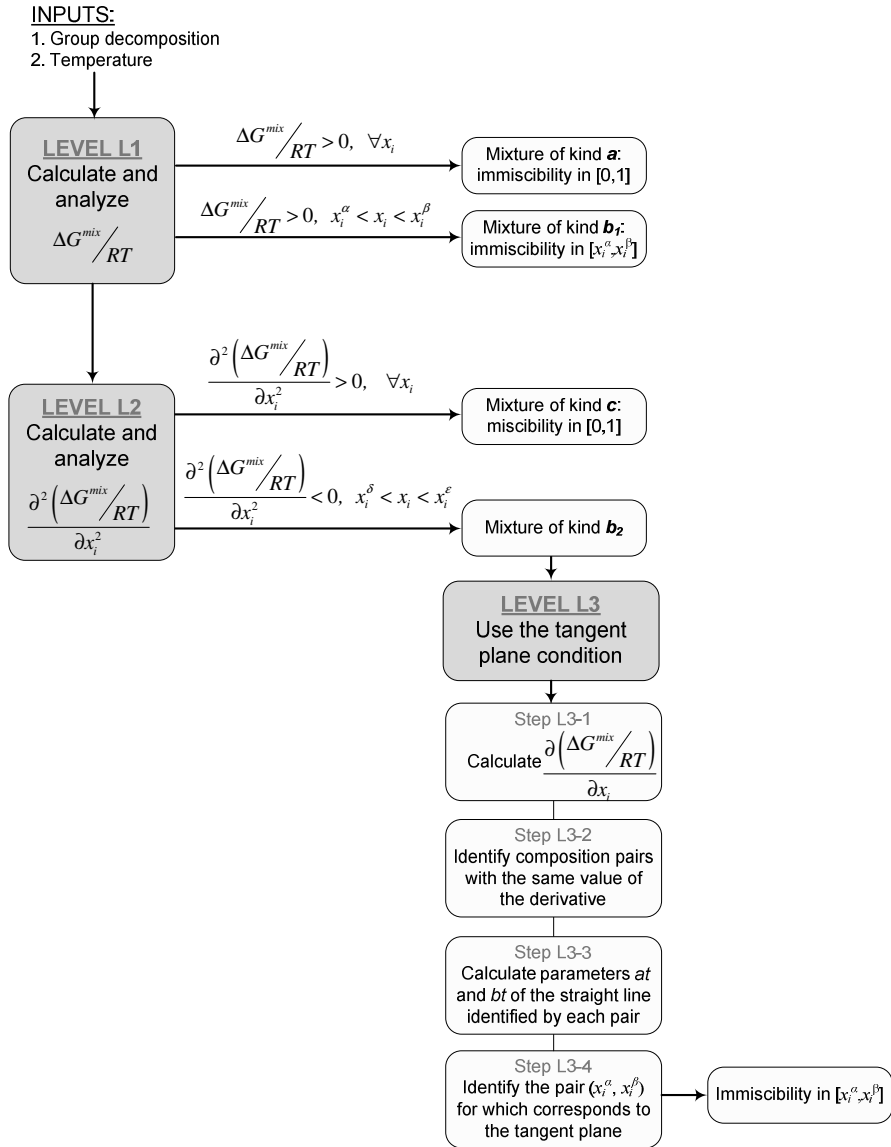 INPUTS:
1. Group decomposition
2. Temperature
LEVEL L1
Calculate and
analyze
ΔG^mix/RT
ΔG^mix/RT > 0, ∀x_i
Mixture of kind a:
immiscibility in [0,1]
ΔG^mix/RT > 0, x_i^α < x_i < x_i^β
Mixture of kind b₁:
immiscibility in [x_i^α,x_i^β]
LEVEL L2
Calculate and
analyze
∂²(ΔG^mix/RT)/∂x_i²
∂²(ΔG^mix/RT)/∂x_i² > 0, ∀x_i
Mixture of kind c:
miscibility in [0,1]
∂²(ΔG^mix/RT)/∂x_i² < 0, x_i^δ < x_i < x_i^ε
Mixture of kind b₂
LEVEL L3
Use the tangent
plane condition
Step L3-1
Calculate ∂(ΔG^mix/RT)/∂x_i
Step L3-2
Identify composition pairs
with the same value of
the derivative
Step L3-3
Calculate parameters at
and bt of the straight line
identified by each pair
Step L3-4
Identify the pair (x_i^α, x_i^β)
for which corresponds to
the tangent plane
Immiscibility in [x_i^α,x_i^β]